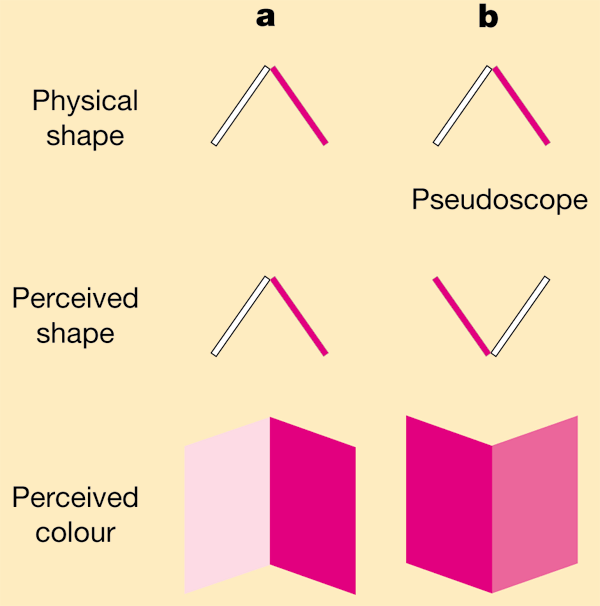 a
b
Physical
shape
Pseudoscope
Perceived
shape
Perceived
colour